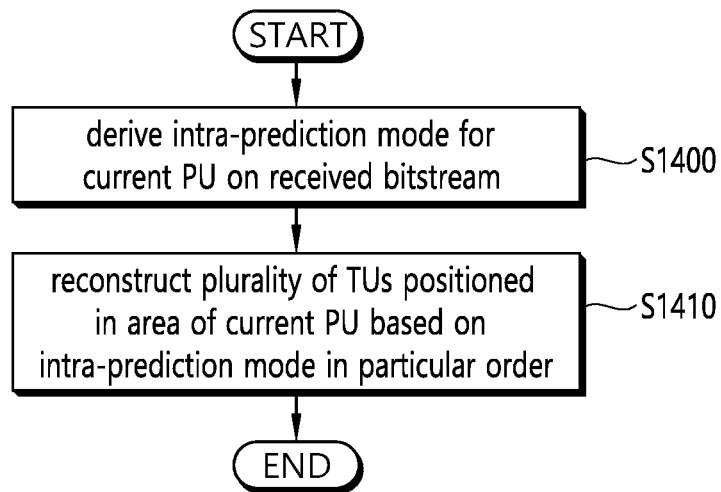 START
derive intra-prediction mode for
current PU on received bitstream
S1400
reconstruct plurality of TUs positioned
in area of current PU based on
intra-prediction mode in particular order
S1410
END